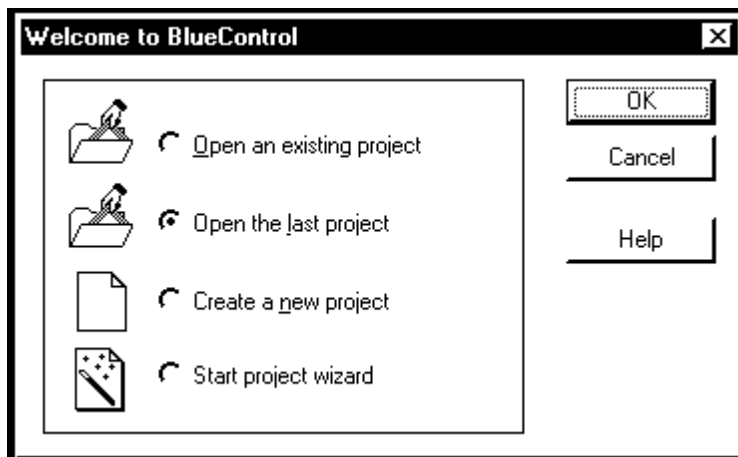 Welcome to BlueControl
Open an existing project
Open the last project
Create a new project
Start project wizard
OK
Cancel
Help